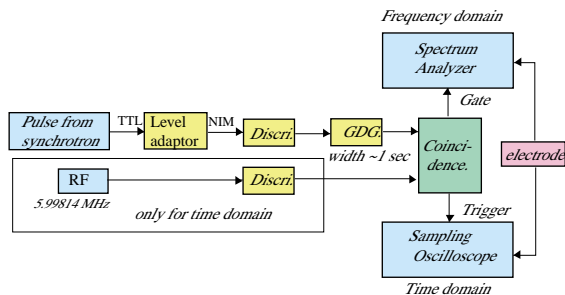 Frequency domain
Spectrum
Analyzer
Gate
TTL
NIM
Pulse from
synchrotron
Level
adaptor
Discri.
GDG.
width ~1 sec
Coinci-
dence.
electrode
RF
Discri.
5.99814 MHz
only for time domain
Trigger
Sampling
Oscilloscope
Time domain